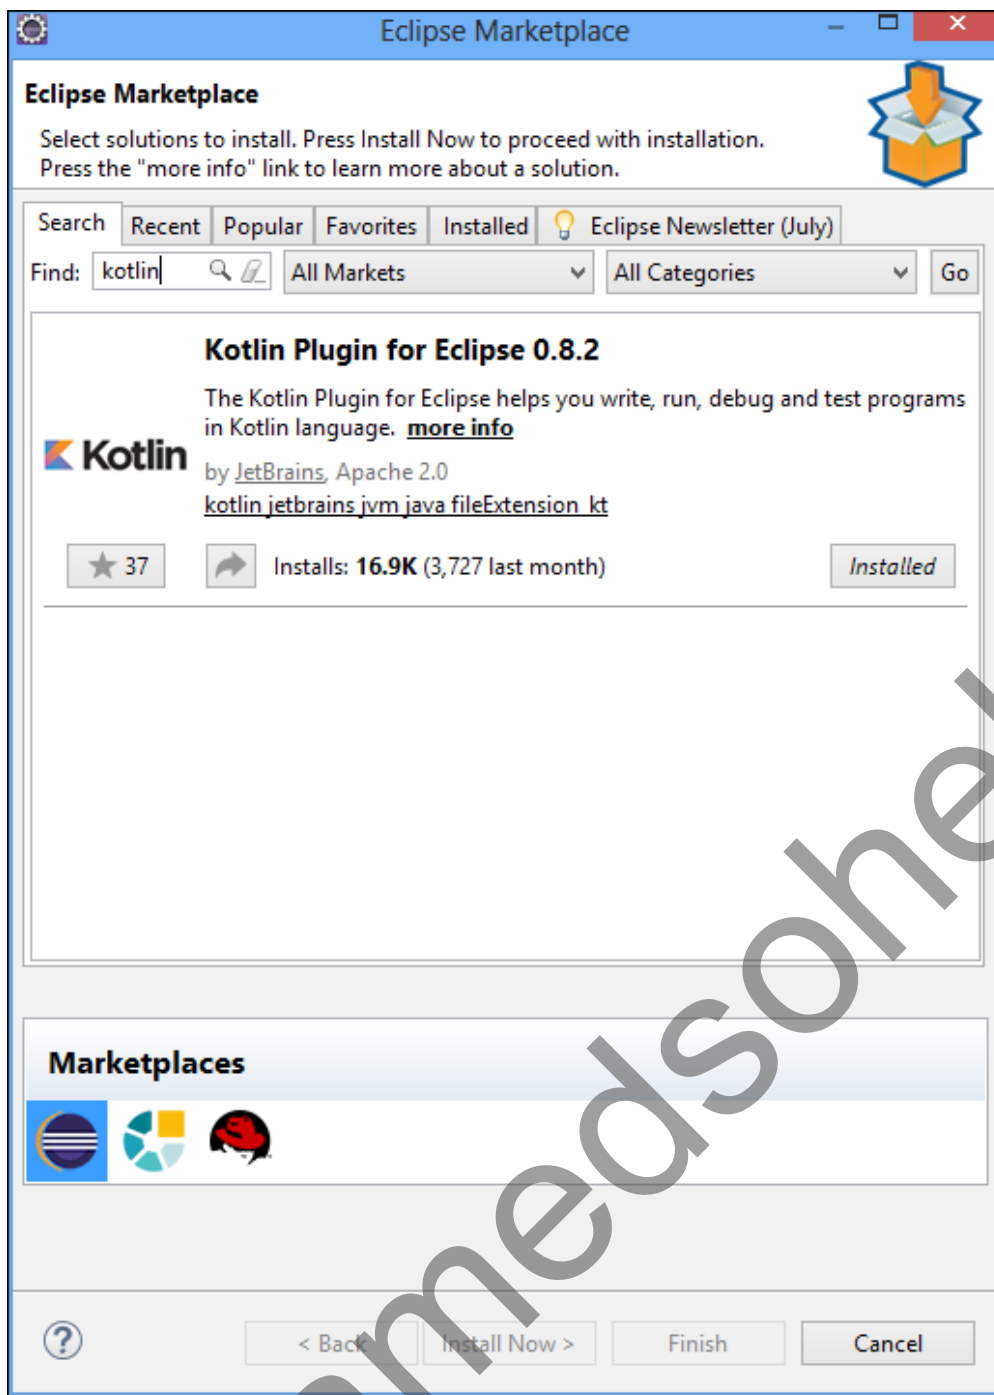 Eclipse Marketplace
Eclipse Marketplace
Select solutions to install. Press Install Now to proceed with installation.
Press the "more info" link to learn more about a solution.
Search Recent Popular Favorites Installed Eclipse Newsletter (July)
Find: kotlin All Markets All Categories Go
Kotlin Plugin for Eclipse 0.8.2
The Kotlin Plugin for Eclipse helps you write, run, debug and test programs
in Kotlin language. more info
Kotlin
by JetBrains, Apache 2.0
kotlin jetbrains jvm java fileExtension_kt
37 Installs: 16.9K (3,727 last month) Installed
Marketplaces
? < Back Install Now > Finish Cancel